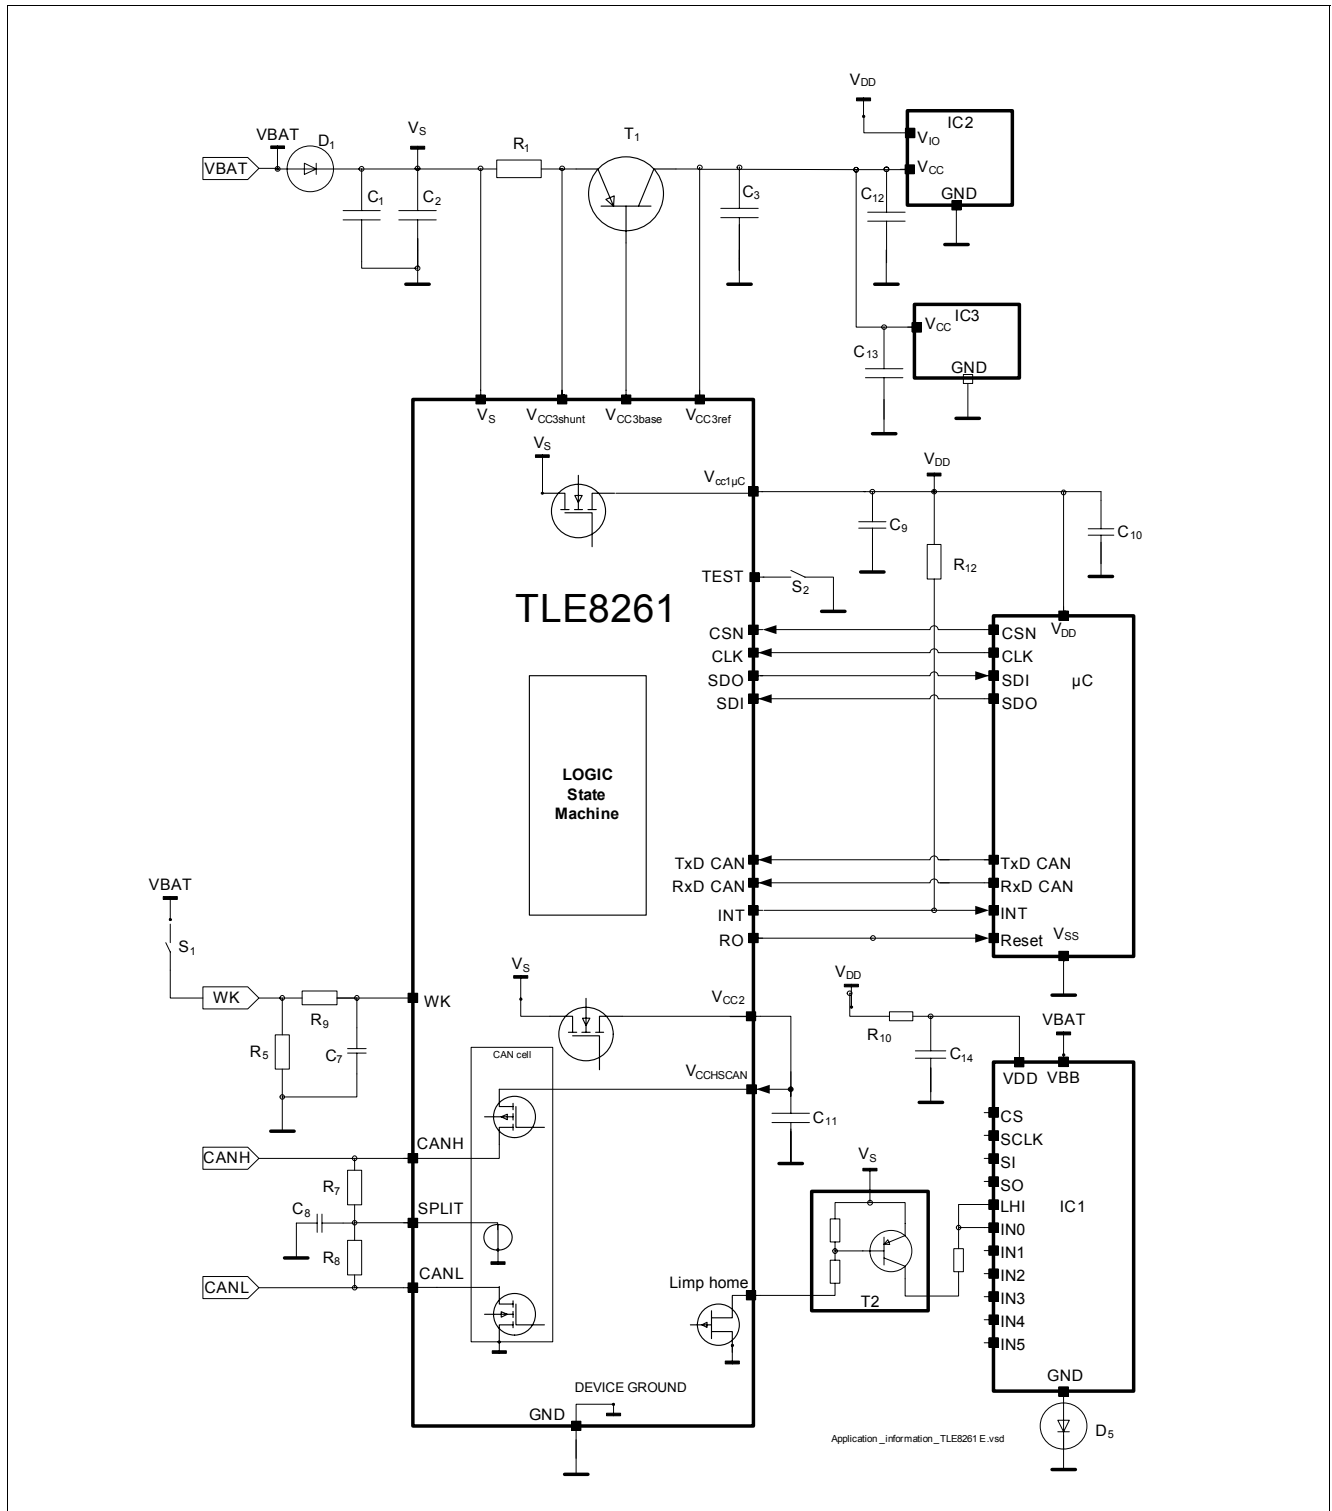 VDD
IC2
VIO
VBAT
D1
VS
R1
T1
VBAT
VCC
C1
C2
C3
C12
GND
IC3
VCC
C13
GND
VS
VCC3shunt
VCC3base
VCC3ref
VS
Vcc1µC
VDD
C9
R12
C10
TEST
S2
TLE8261
VDD
CSN
CSN
CLK
CLK
SDO
SDI
µC
SDI
SDO
LOGIC
State
Machine
TxD CAN
TxD CAN
RxD CAN
RxD CAN
INT
INT
RO
Reset
VSS
VBAT
S1
WK
R9
WK
R5
C7
VS
VCC2
VDD
R10
C14
VBAT
VDD
VBB
CAN cell
VCCHSCAN
C11
CS
SCLK
SI
SO
LHI
IC1
IN0
IN1
IN2
IN3
IN4
IN5
GND
CANH
CANH
R7
C8
SPLIT
R8
CANL
CANL
VS
T2
Limp home
DEVICE GROUND
GND
D5
Application_information_TLE8261E.vsd